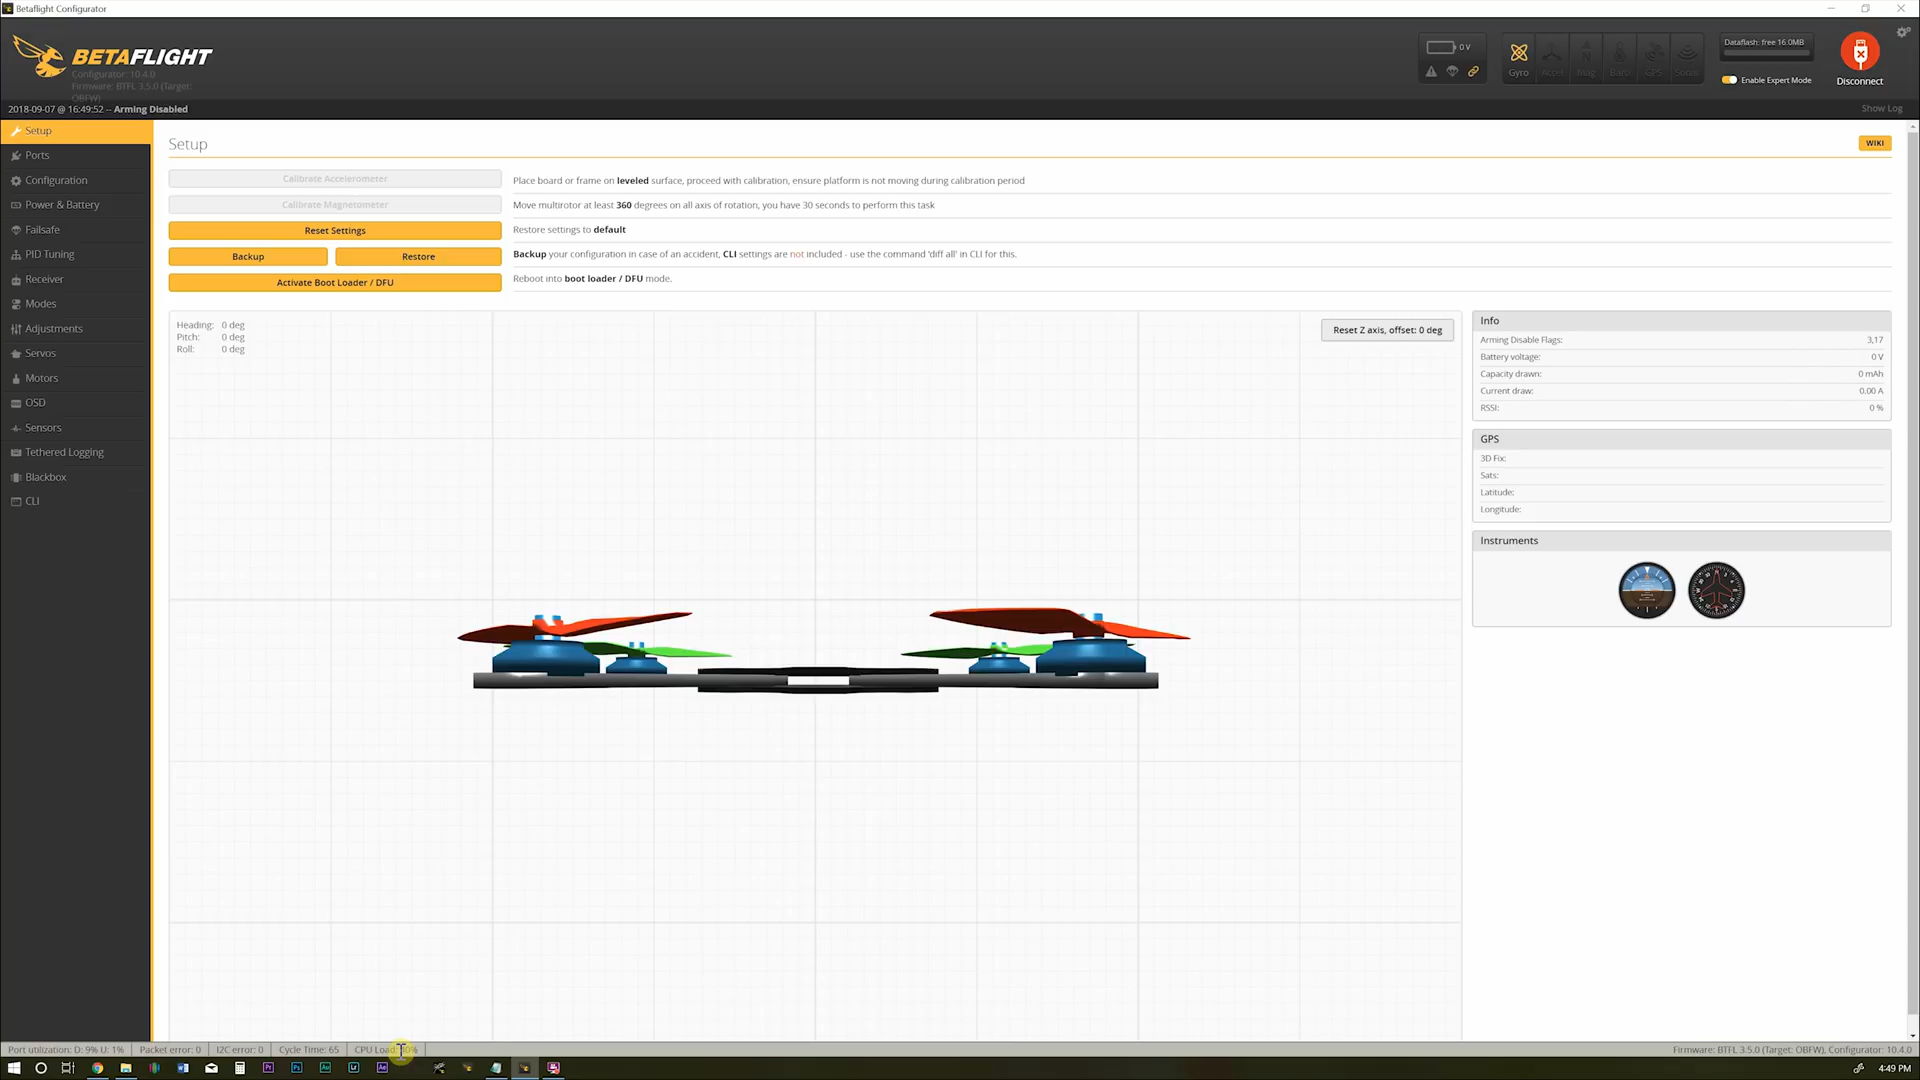 Betaflight Configurator
BETAFLIGHT
Configurator: 10.4.0
Firmware: BTFL 3.5.0 (Target:
OBFW)
0 V
Gyro
Accel
Mag
Baro
GPS
Sonar
Dataflash: free 16.0MB
Enable Expert Mode
Disconnect
2018-09-07 @ 16:49:52 -- Arming Disabled
Show Log
Setup
Ports
Configuration
Power & Battery
Failsafe
PID Tuning
Receiver
Modes
Adjustments
Servos
Motors
OSD
Sensors
Tethered Logging
Blackbox
CLI
Setup
WIKI
Calibrate Accelerometer
Place board or frame on leveled surface, proceed with calibration, ensure platform is not moving during calibration period
Calibrate Magnetometer
Move multirotor at least 360 degrees on all axis of rotation, you have 30 seconds to perform this task
Reset Settings
Restore settings to default
Backup
Restore
Backup your configuration in case of an accident, CLI settings are not included - use the command 'diff all' in CLI for this.
Activate Boot Loader / DFU
Reboot into boot loader / DFU mode.
Heading: 0 deg
Pitch: 0 deg
Roll: 0 deg
Reset Z axis, offset: 0 deg
Info
Arming Disable Flags: 3,17
Battery voltage: 0 V
Capacity drawn: 0 mAh
Current draw: 0.00 A
RSSI: 0 %
GPS
3D Fix:
Sats:
Latitude:
Longitude:
Instruments
Port utilization: D: 9% U: 1%
Packet error: 0
I2C error: 0
Cycle Time: 65
CPU Load:
Firmware: BTFL 3.5.0 (Target: OBFW), Configurator: 10.4.0
Pr
Ps
Au
Lr
Ae
4:49 PM